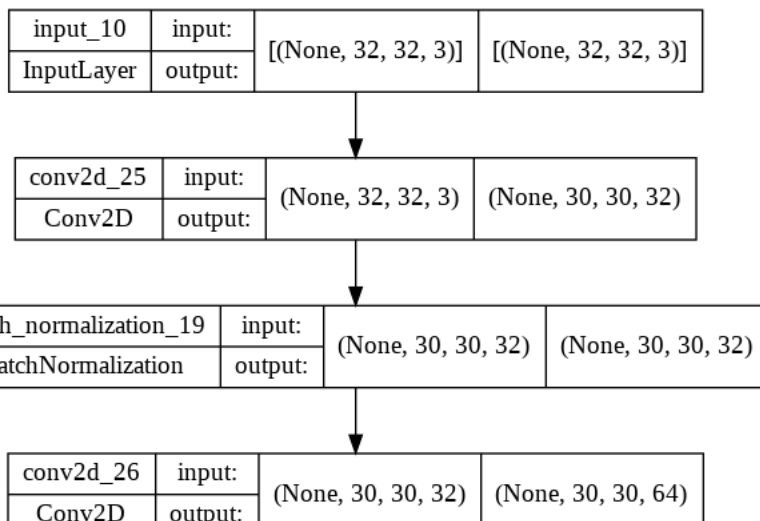 input_10 input: [(None, 32, 32, 3)] [(None, 32, 32, 3)]
InputLayer output:
conv2d_25 input: (None, 32, 32, 3) (None, 30, 30, 32)
Conv2D output:
h_normalization_19 input: (None, 30, 30, 32) (None, 30, 30, 32)
atchNormalization output:
conv2d_26 input: (None, 30, 30, 32) (None, 30, 30, 64)
Conv2D output: